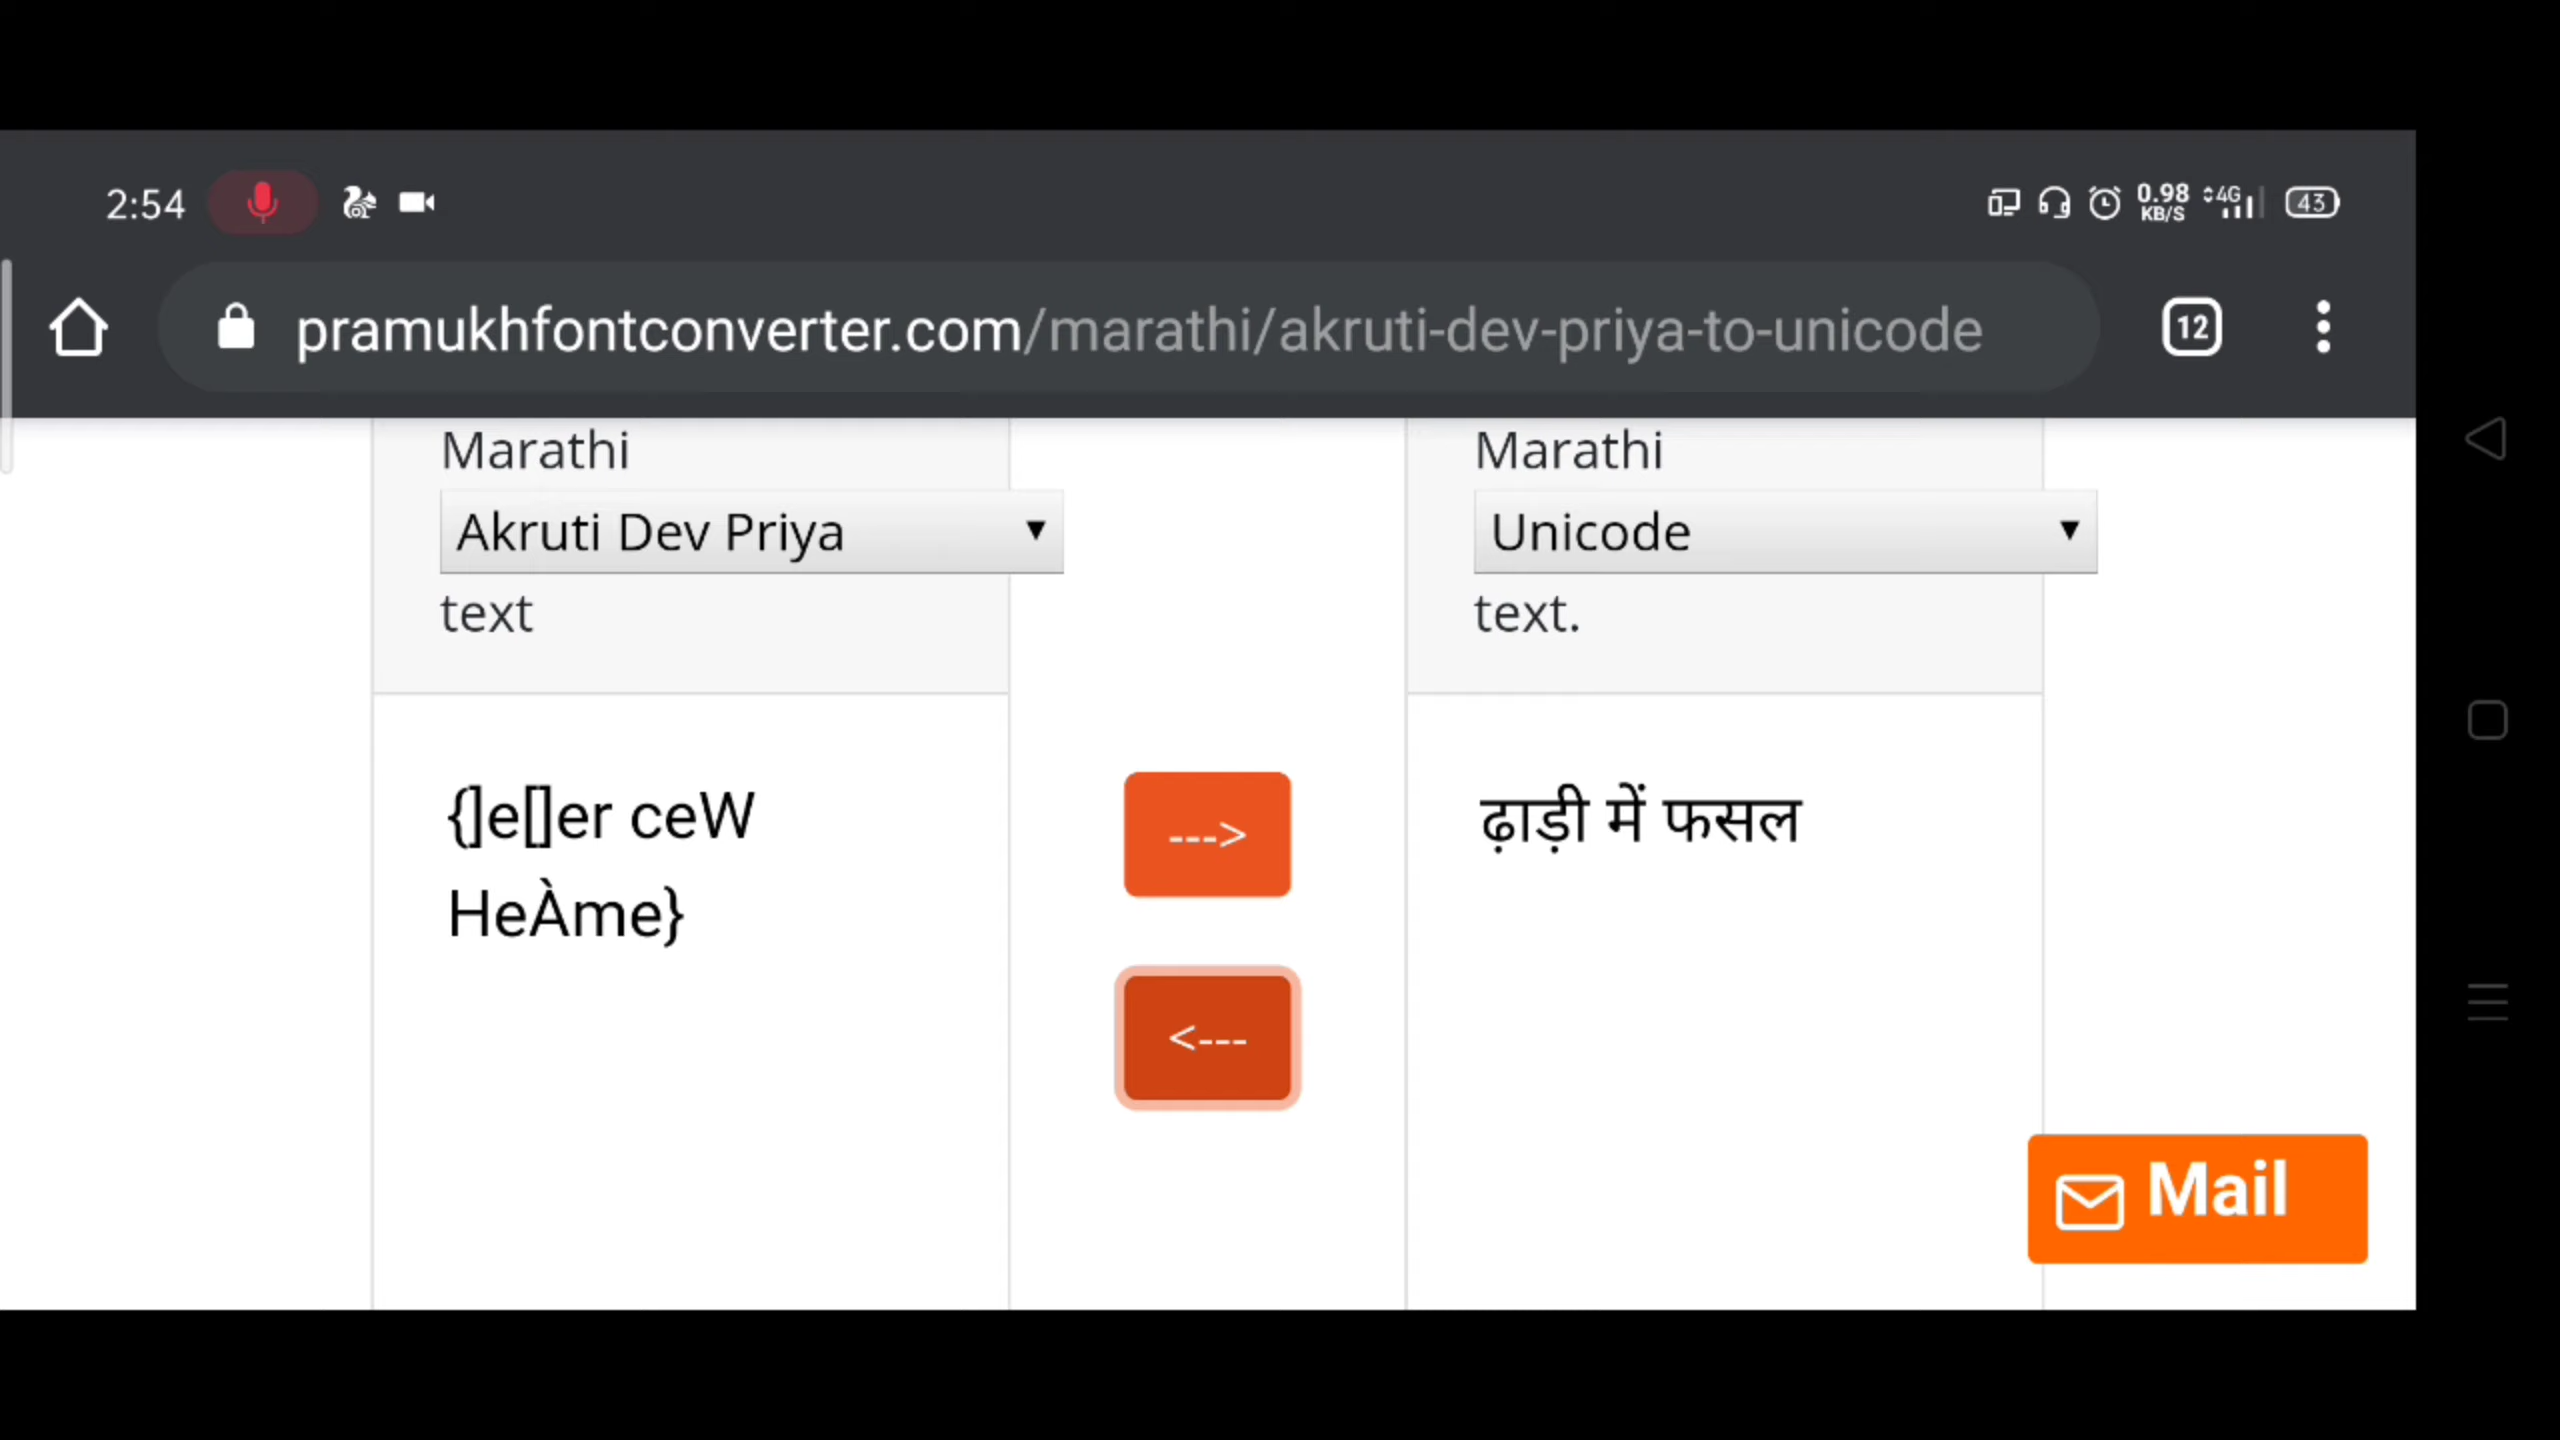 2:54 0.98 KB/S 4G 43
pramukhfontconverter.com/marathi/akruti-dev-priya-to-unicode 12
Marathi
Akruti Dev Priya ▼
text
{]e[]er ceW
HeÀme}
--->
<---
Marathi
Unicode ▼
text.
ढ़ाड़ी में फसल
Mail